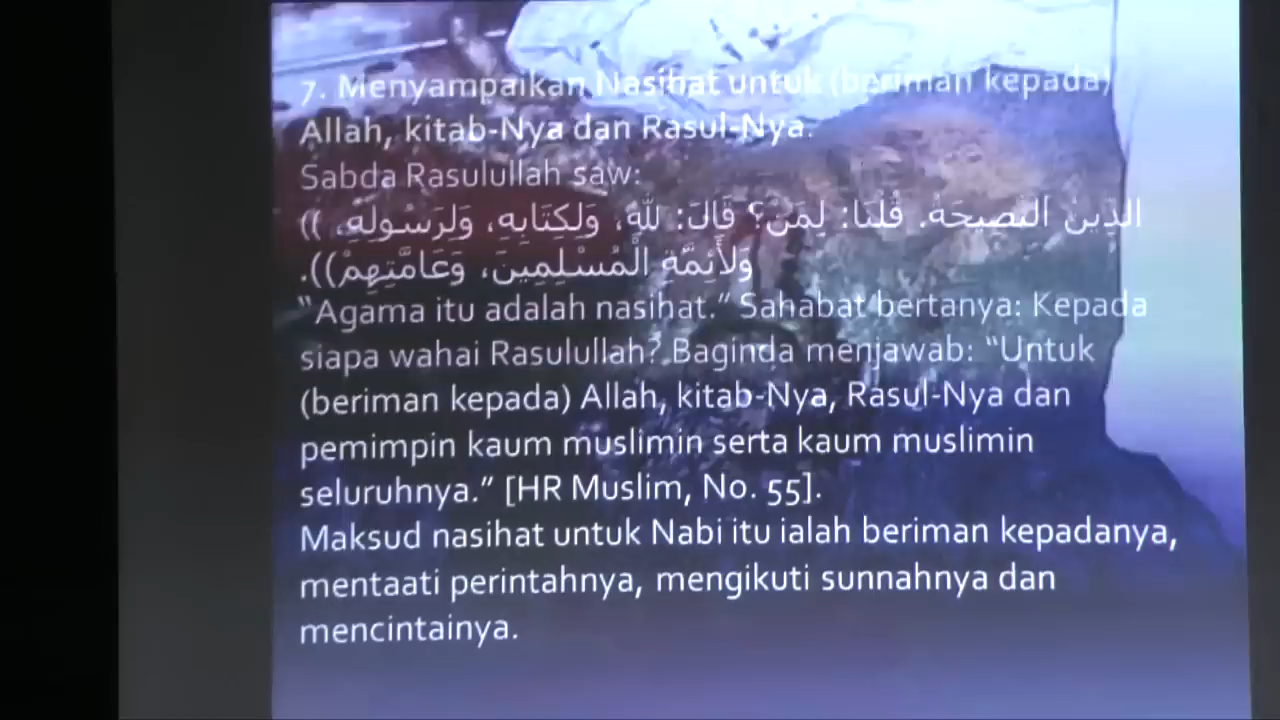 7. Menyampaikan Nasihat untuk (beriman kepada)
Allah, kitab-Nya dan Rasul-Nya.
Sabda Rasulullah saw:
الدِّينُ النَّصِيحَةُ. قُلْنَا: لِمَنْ؟ قَالَ: لِلَّهِ، وَلِكِتَابِهِ، وَلِرَسُولِهِ، ))
وَلأَئِمَّةِ الْمُسْلِمِينَ، وَعَامَّتِهِمْ)).
“Agama itu adalah nasihat.” Sahabat bertanya: Kepada
siapa wahai Rasulullah? Baginda menjawab: “Untuk
(beriman kepada) Allah, kitab-Nya, Rasul-Nya dan
pemimpin kaum muslimin serta kaum muslimin
seluruhnya.” [HR Muslim, No. 55].
Maksud nasihat untuk Nabi itu ialah beriman kepadanya,
mentaati perintahnya, mengikuti sunnahnya dan
mencintainya.